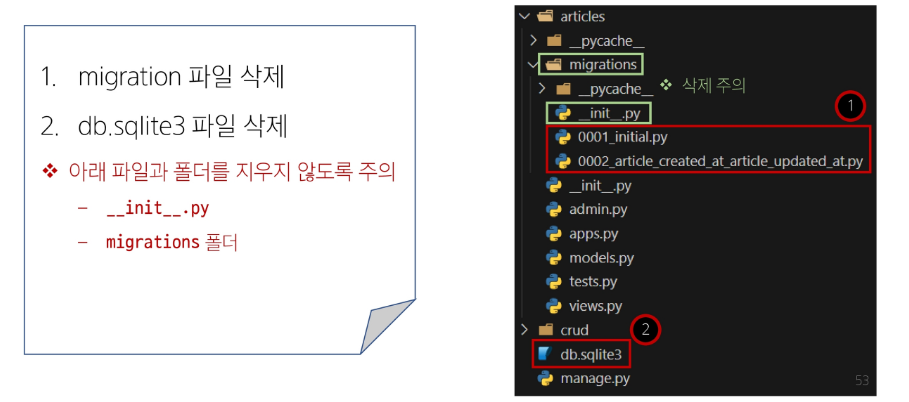 1. migration 파일 삭제
2. db.sqlite3 파일 삭제
❖ 아래 파일과 폴더를 지우지 않도록 주의
– __init__.py
– migrations 폴더
articles
__pycache__
migrations
__pycache__ ❖ 삭제 주의
__init__.py
1
0001_initial.py
0002_article_created_at_article_updated_at.py
__init__.py
admin.py
apps.py
models.py
tests.py
views.py
crud 2
db.sqlite3
manage.py
53